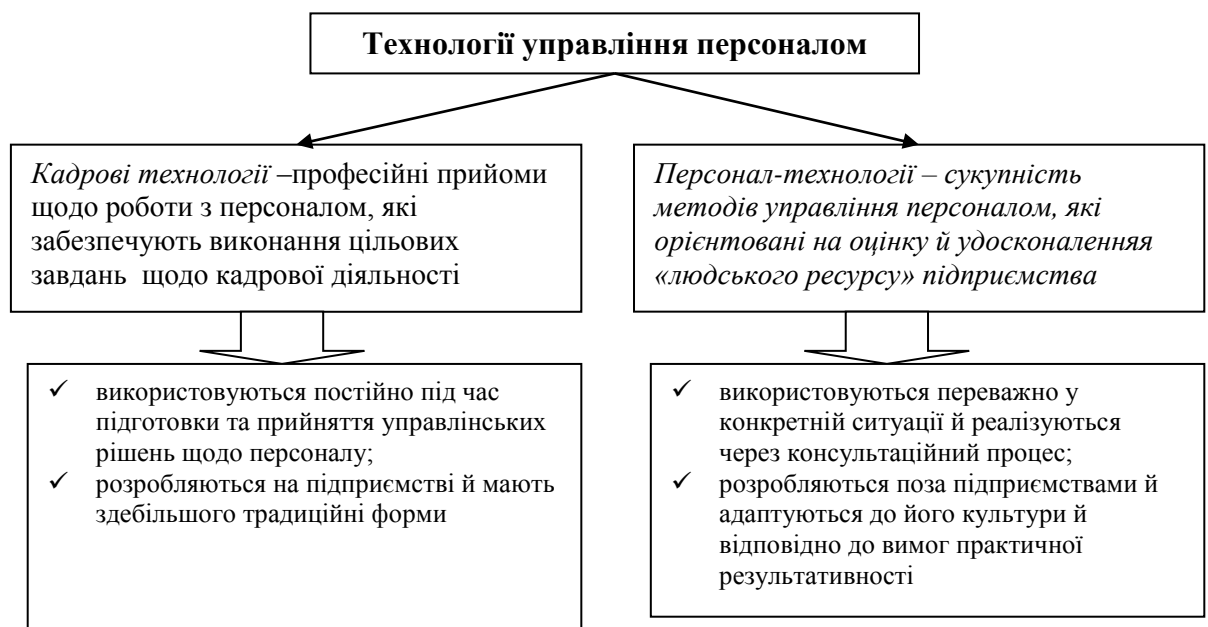 Технології управління персоналом
Кадрові технології –професійні прийоми
щодо роботи з персоналом, які
забезпечують виконання цільових
завдань щодо кадрової діяльності
Персонал-технології – сукупність
методів управління персоналом, які
орієнтовані на оцінку й удосконаленняя
«людського ресурсу» підприємства
✓ використовуються постійно під час
підготовки та прийняття управлінських
рішень щодо персоналу;
✓ розробляються на підприємстві й мають
здебільшого традиційні форми
✓ використовуються переважно у
конкретній ситуації й реалізуються
через консультаційний процес;
✓ розробляються поза підприємствами й
адаптуються до його культури й
відповідно до вимог практичної
результативності